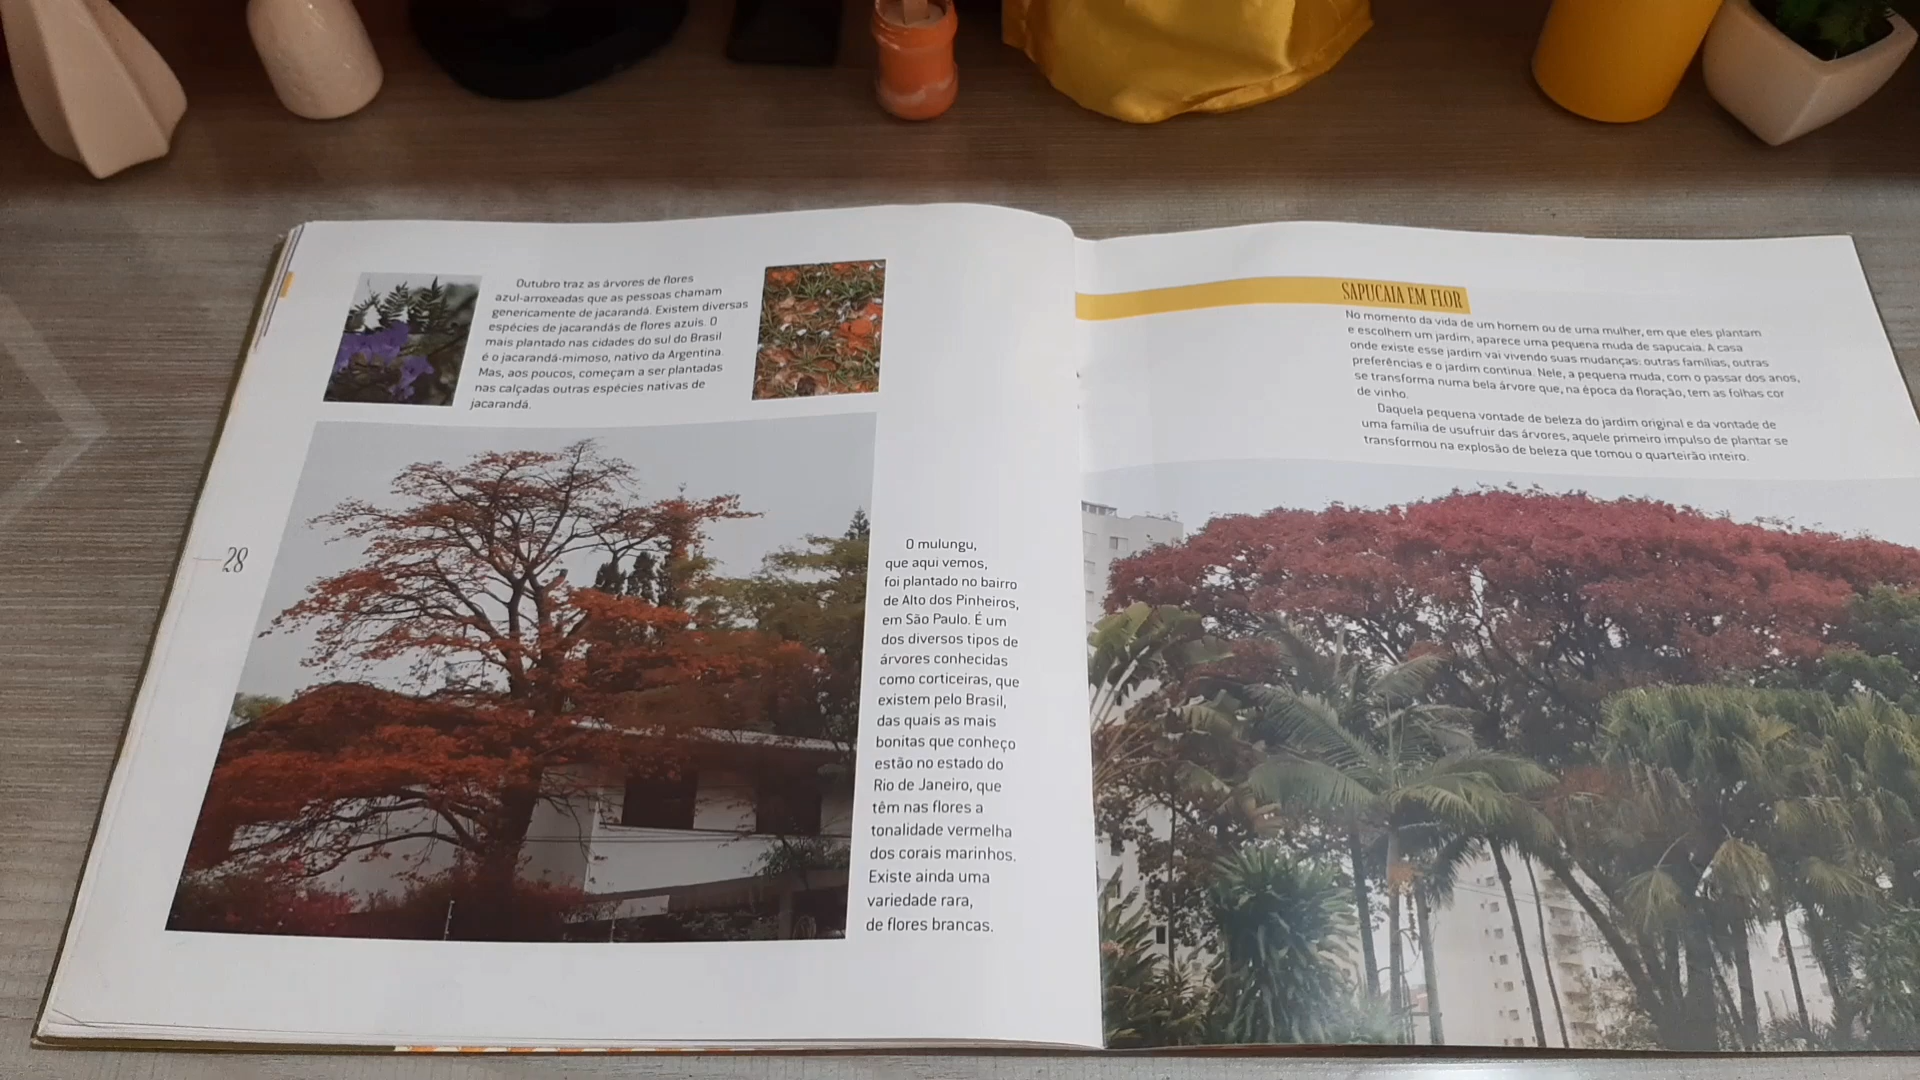 Outubro traz as árvores de flores
azul-arroxeadas que as pessoas chamam
genericamente de jacarandá. Existem diversas
espécies de jacarandás de flores azuis. O
mais plantado nas cidades do sul do Brasil
é o jacarandá-mimoso, nativo da Argentina.
Mas, aos poucos, começam a ser plantadas
nas calçadas outras espécies nativas de
jacarandá.
28
O mulungu,
que aqui vemos,
foi plantado no bairro
de Alto dos Pinheiros,
em São Paulo. É um
dos diversos tipos de
árvores conhecidas
como corticeiras, que
existem pelo Brasil,
das quais as mais
bonitas que conheço
estão no estado do
Rio de Janeiro, que
têm nas flores a
tonalidade vermelha
dos corais marinhos.
Existe ainda uma
variedade rara,
de flores brancas.
SAPUCAIA EM FLOR
No momento da vida de um homem ou de uma mulher, em que eles plantam
e escolhem um jardim, aparece uma pequena muda de sapucaia. A casa
onde existe esse jardim vai vivendo suas mudanças: outras famílias, outras
preferências e o jardim continua. Nele, a pequena muda, com o passar dos anos,
se transforma numa bela árvore que, na época da floração, tem as folhas cor
de vinho.
Daquela pequena vontade de beleza do jardim original e da vontade de
uma família de usufruir das árvores, aquele primeiro impulso de plantar se
transformou na explosão de beleza que tomou o quarteirão inteiro.